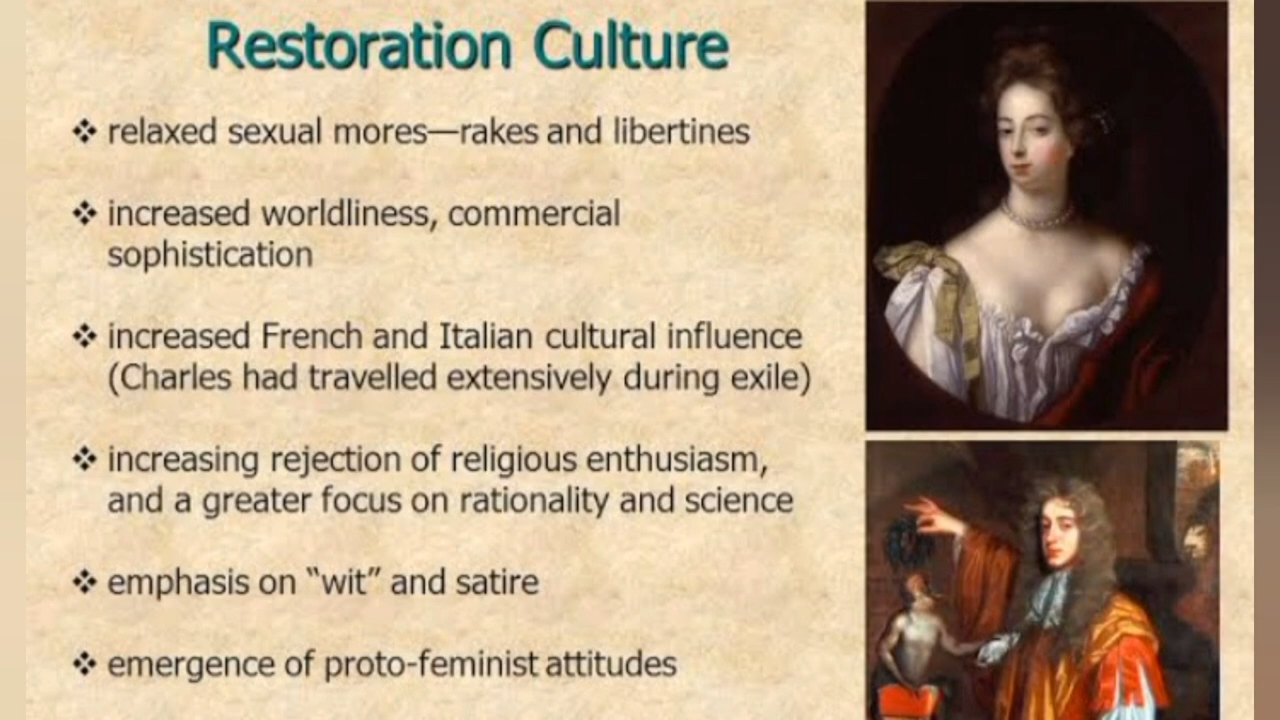 Restoration Culture
❖ relaxed sexual mores—rakes and libertines
❖ increased worldliness, commercial
sophistication
❖ increased French and Italian cultural influence
(Charles had travelled extensively during exile)
❖ increasing rejection of religious enthusiasm,
and a greater focus on rationality and science
❖ emphasis on “wit” and satire
❖ emergence of proto-feminist attitudes